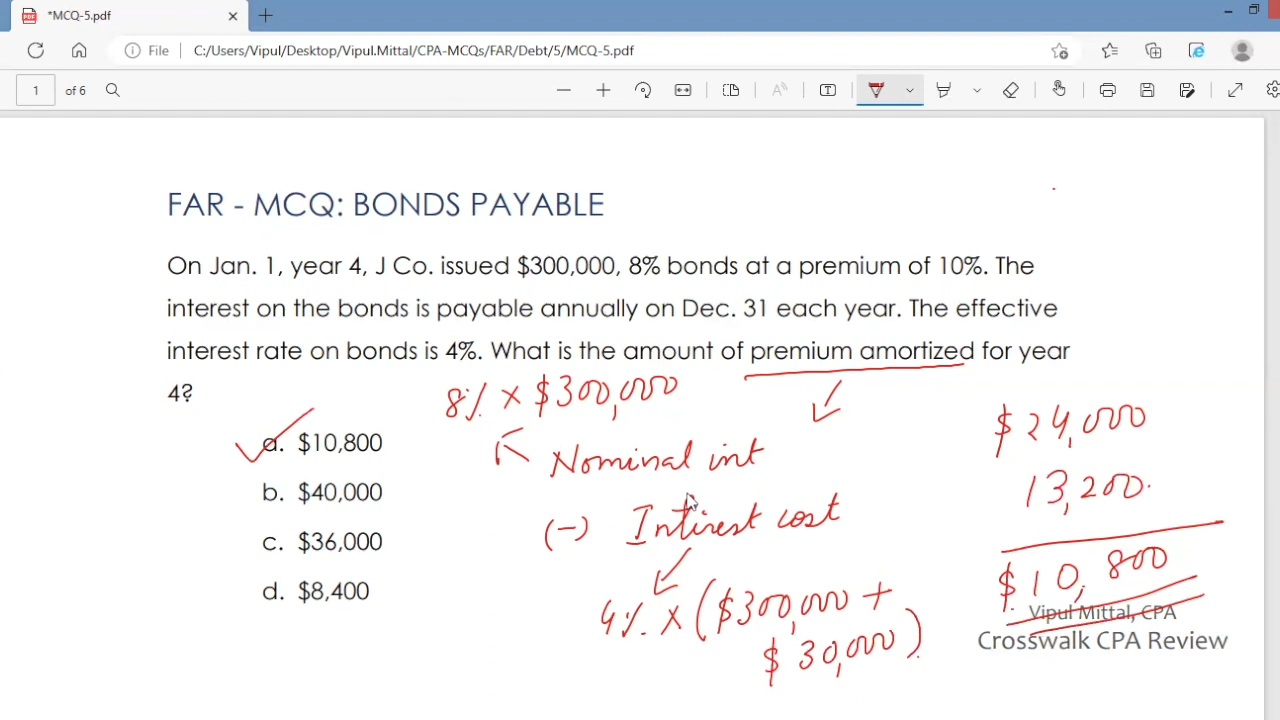 *MCQ-5.pdf
File | C:/Users/Vipul/Desktop/Vipul.Mittal/CPA-MCQs/FAR/Debt/5/MCQ-5.pdf
1 of 6
FAR - MCQ: BONDS PAYABLE
On Jan. 1, year 4, J Co. issued $300,000, 8% bonds at a premium of 10%. The
interest on the bonds is payable annually on Dec. 31 each year. The effective
interest rate on bonds is 4%. What is the amount of premium amortized for year
4?
8% × $300,000
a. $10,800
Nominal int
$24,000
b. $40,000
(-) Interest cost
13,200
c. $36,000
$10,800
d. $8,400
4% × ($300,000 +
$30,000)
Vipul Mittal, CPA
Crosswalk CPA Review